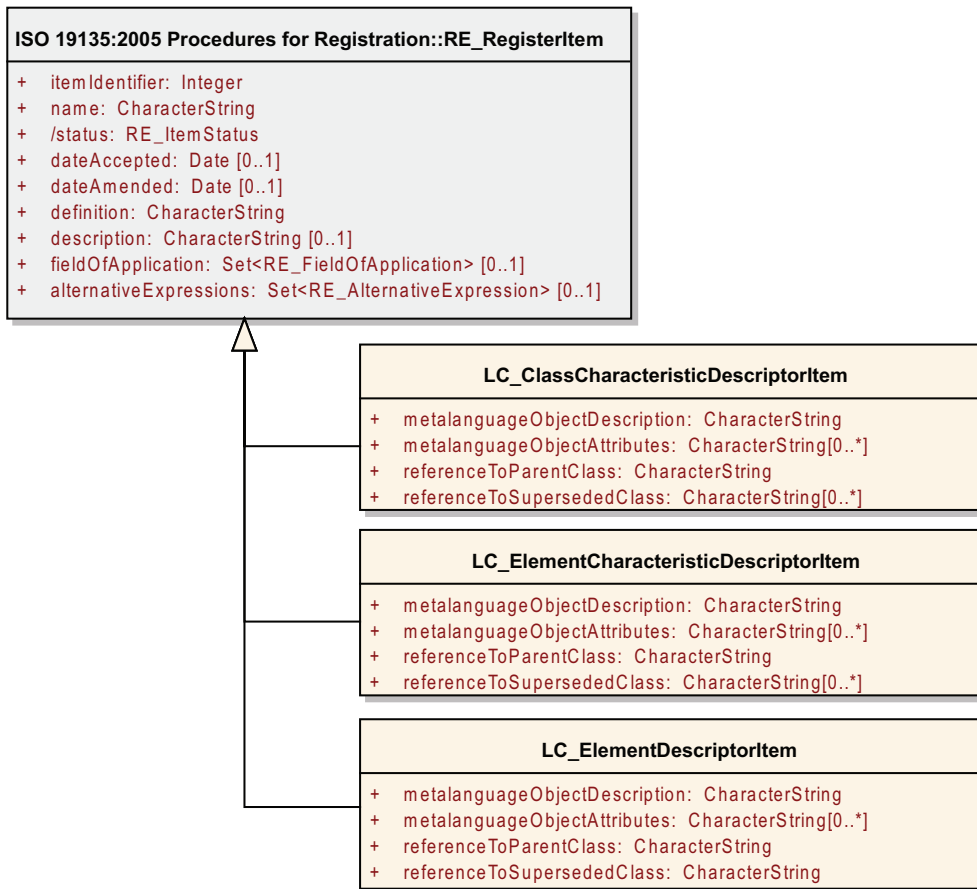 ISO 19135:2005 Procedures for Registration::RE_RegisterItem
+ itemIdentifier: Integer
+ name: CharacterString
+ /status: RE_ItemStatus
+ dateAccepted: Date [0..1]
+ dateAmended: Date [0..1]
+ definition: CharacterString
+ description: CharacterString [0..1]
+ fieldOfApplication: Set<RE_FieldOfApplication> [0..1]
+ alternativeExpressions: Set<RE_AlternativeExpression> [0..1]
LC_ClassCharacteristicDescriptorItem
+ metalanguageObjectDescription: CharacterString
+ metalanguageObjectAttributes: CharacterString[0..*]
+ referenceToParentClass: CharacterString
+ referenceToSupersededClass: CharacterString[0..*]
LC_ElementCharacteristicDescriptorItem
+ metalanguageObjectDescription: CharacterString
+ metalanguageObjectAttributes: CharacterString[0..*]
+ referenceToParentClass: CharacterString
+ referenceToSupersededClass: CharacterString[0..*]
LC_ElementDescriptorItem
+ metalanguageObjectDescription: CharacterString
+ metalanguageObjectAttributes: CharacterString[0..*]
+ referenceToParentClass: CharacterString
+ referenceToSupersededClass: CharacterString